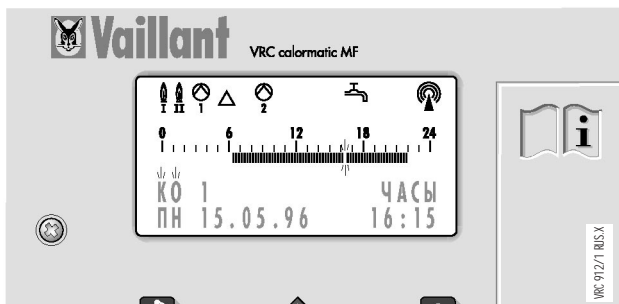 Vaillant VRC calormatic MF
I II 1 2
0 6 12 18 24
КО 1 ЧАСЫ
ПН 15.05.96 16:15
i
VRC 912/1 RUS.X